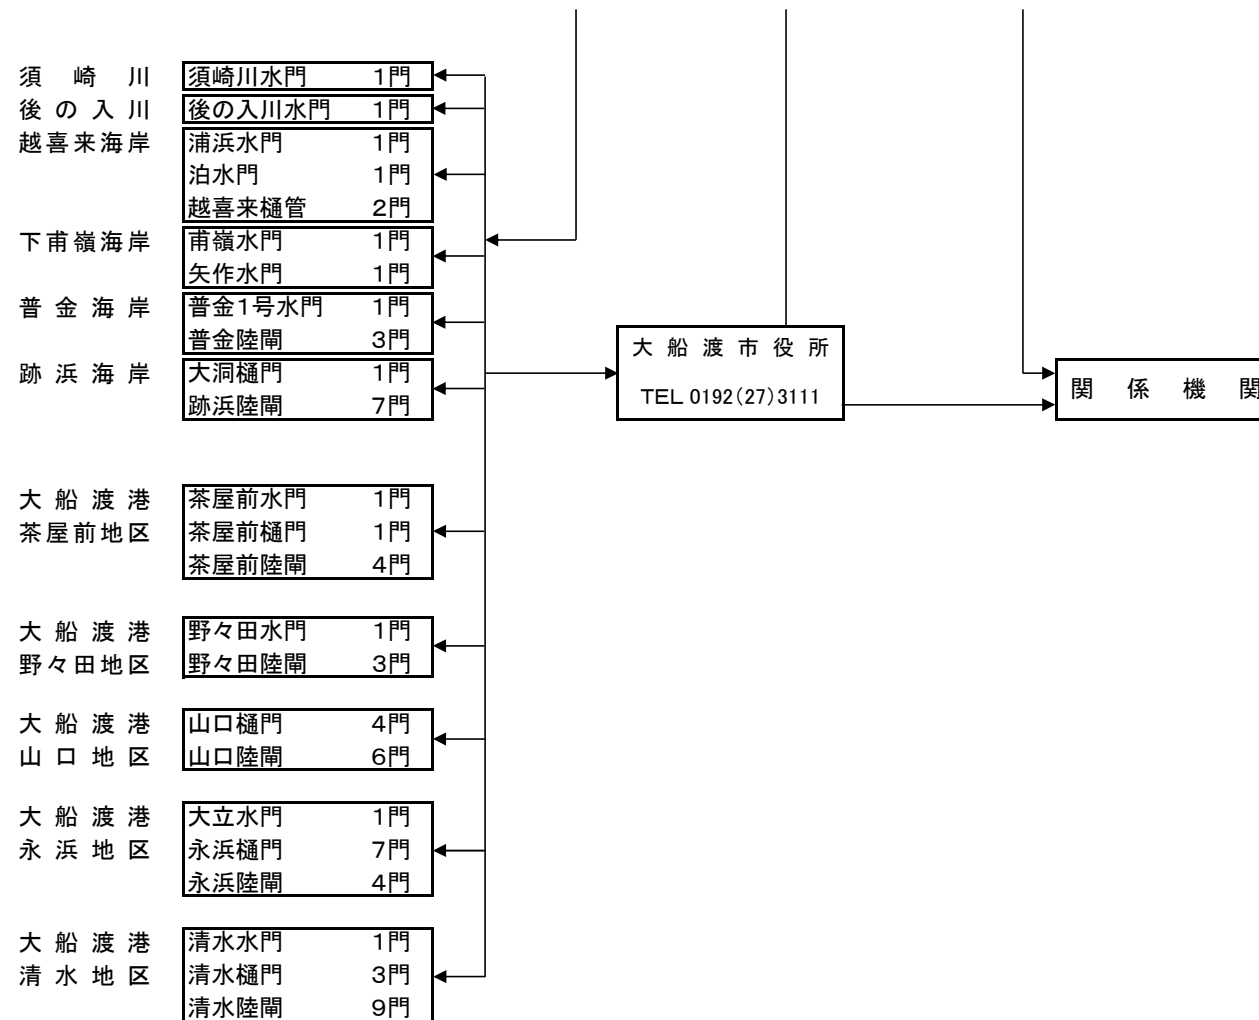 須崎川 須崎川水門 1門
後の入川 後の入川水門 1門
越喜来海岸 浦浜水門 1門
泊水門 1門
越喜来樋管 2門
下甫嶺海岸 甫嶺水門 1門
矢作水門 1門
普金海岸 普金1号水門 1門
普金陸閘 3門
跡浜海岸 大洞樋門 1門
跡浜陸閘 7門
大船渡市役所
TEL 0192(27)3111
関係機関
大船渡港 茶屋前水門 1門
茶屋前地区 茶屋前樋門 1門
茶屋前陸閘 4門
大船渡港 野々田水門 1門
野々田地区 野々田陸閘 3門
大船渡港 山口樋門 4門
山口地区 山口陸閘 6門
大船渡港 大立水門 1門
永浜地区 永浜樋門 7門
永浜陸閘 4門
大船渡港 清水水門 1門
清水地区 清水樋門 3門
清水陸閘 9門